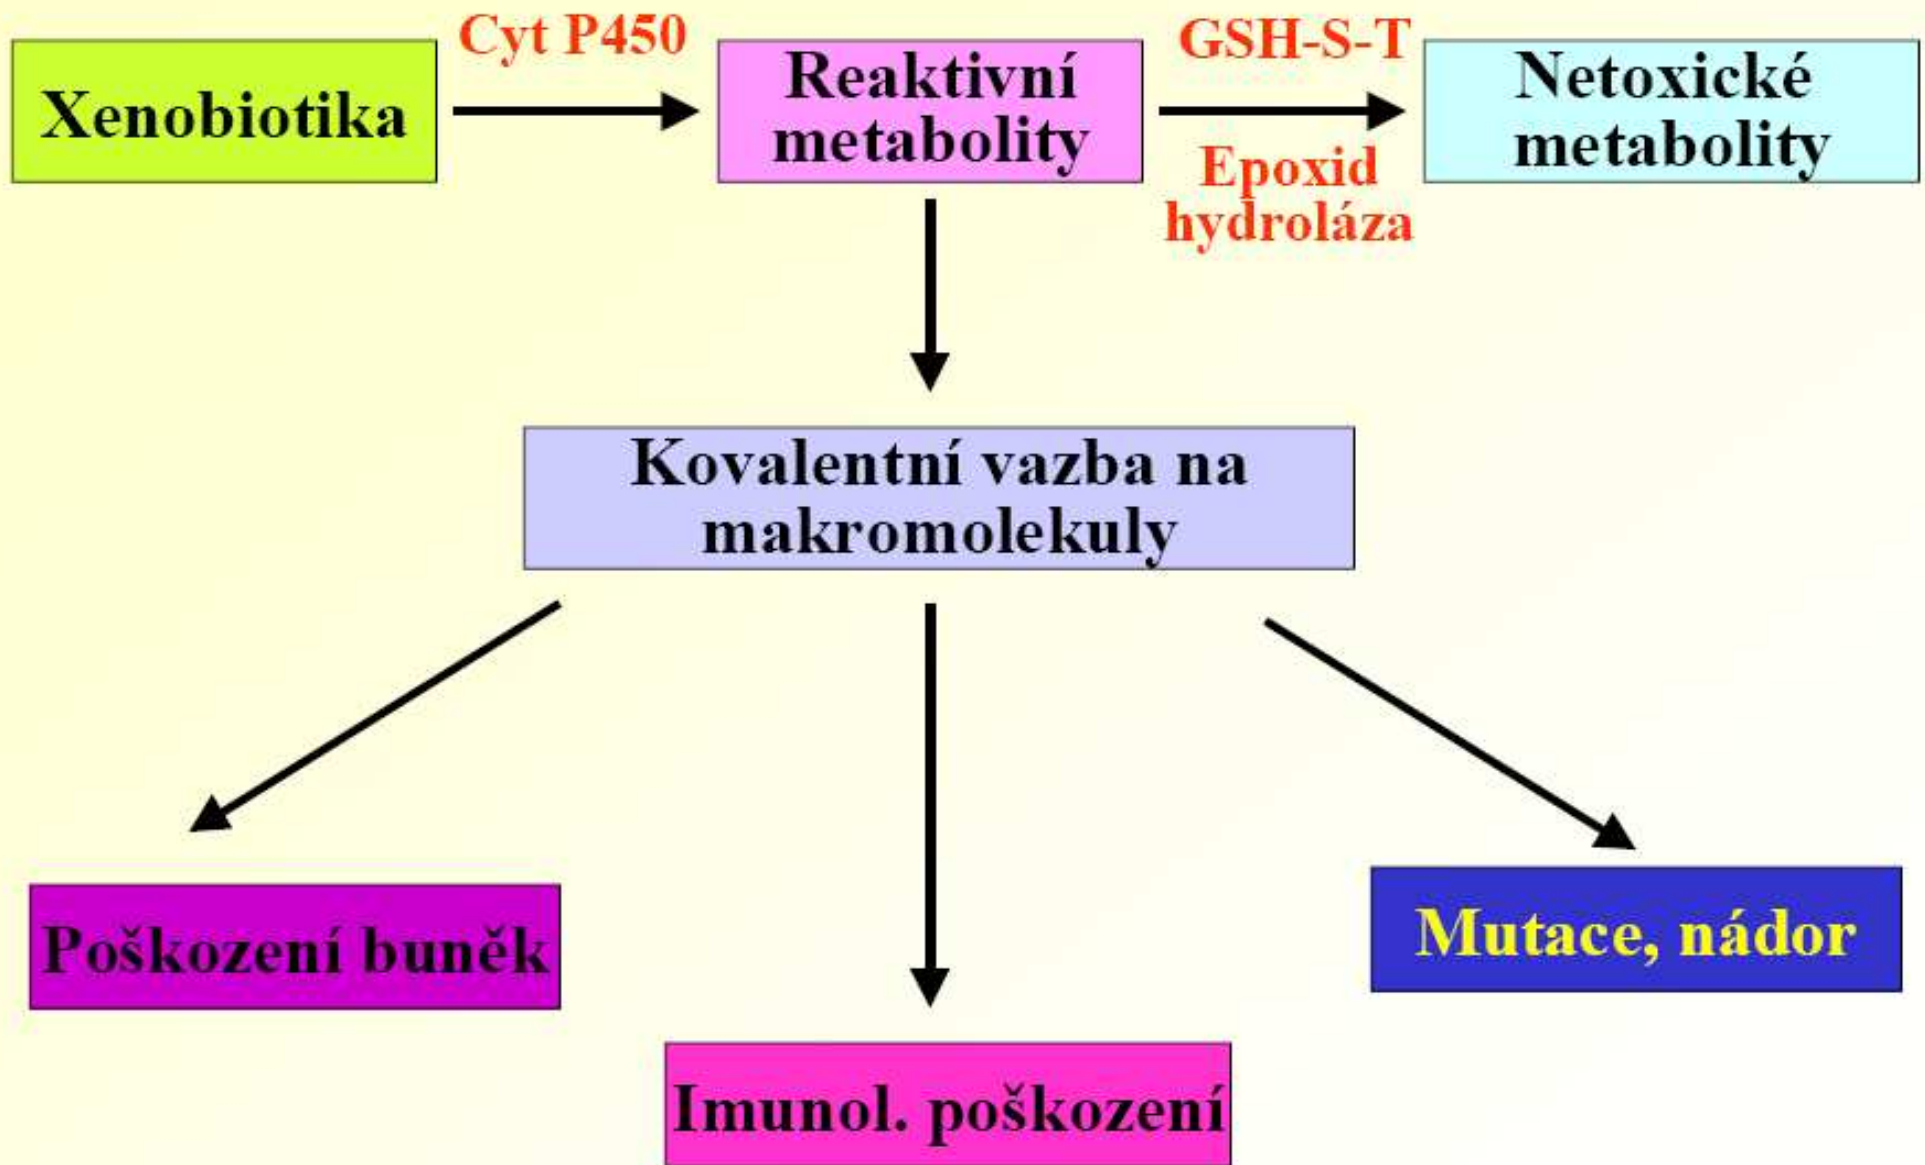 Cyt P450
GSH-S-T
Xenobiotika
Reaktivní
metabolity
Netoxické
metabolity
Epoxid
hydroláza
Kovalentní vazba na
makromolekuly
Poškození buněk
Mutace, nádor
Imunol. poškození